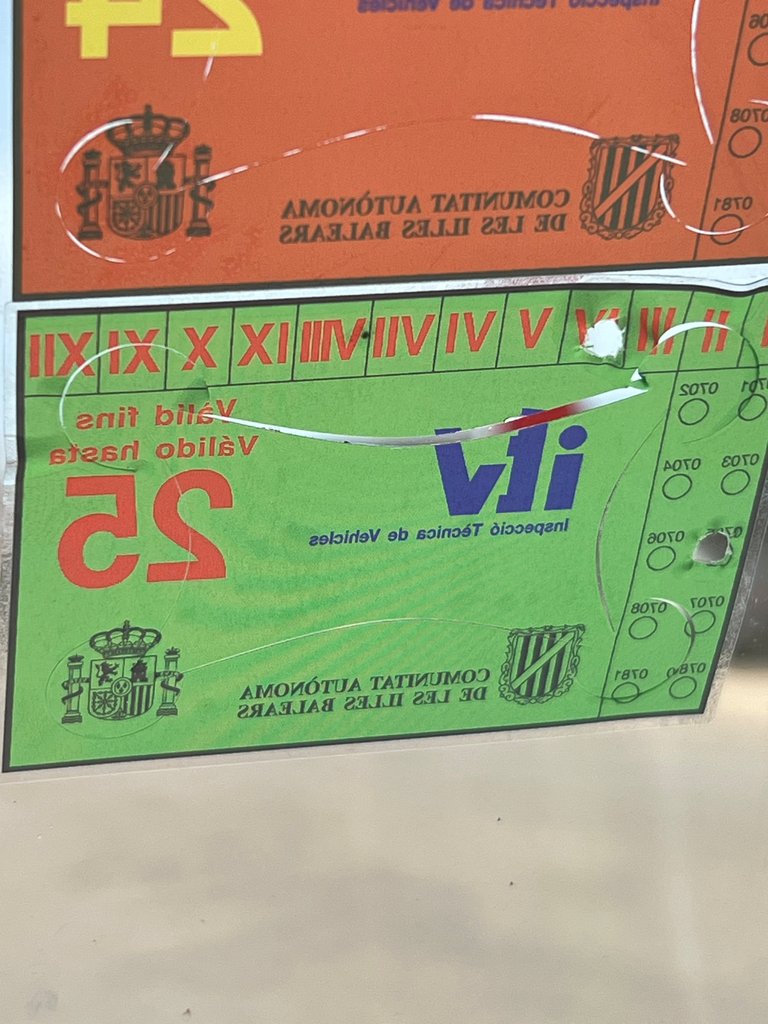 24
Inspecció Tècnica de Vehicles
06
0708
0781
COMUNITAT AUTÒNOMA
DE LES ILLES BALEARS
I II III IV V VI VII VIII IX X XI XII
Vàlid fins
Válido hasta
25
itv
Inspecció Tècnica de Vehicles
0701 0702
0703 0704
0705 0706
0707 0708
0780 0781
COMUNITAT AUTÒNOMA
DE LES ILLES BALEARS